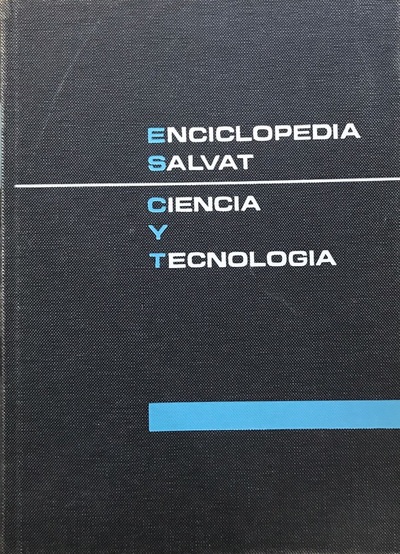 ENCICLOPEDIA
SALVAT
CIENCIA
Y
TECNOLOGIA